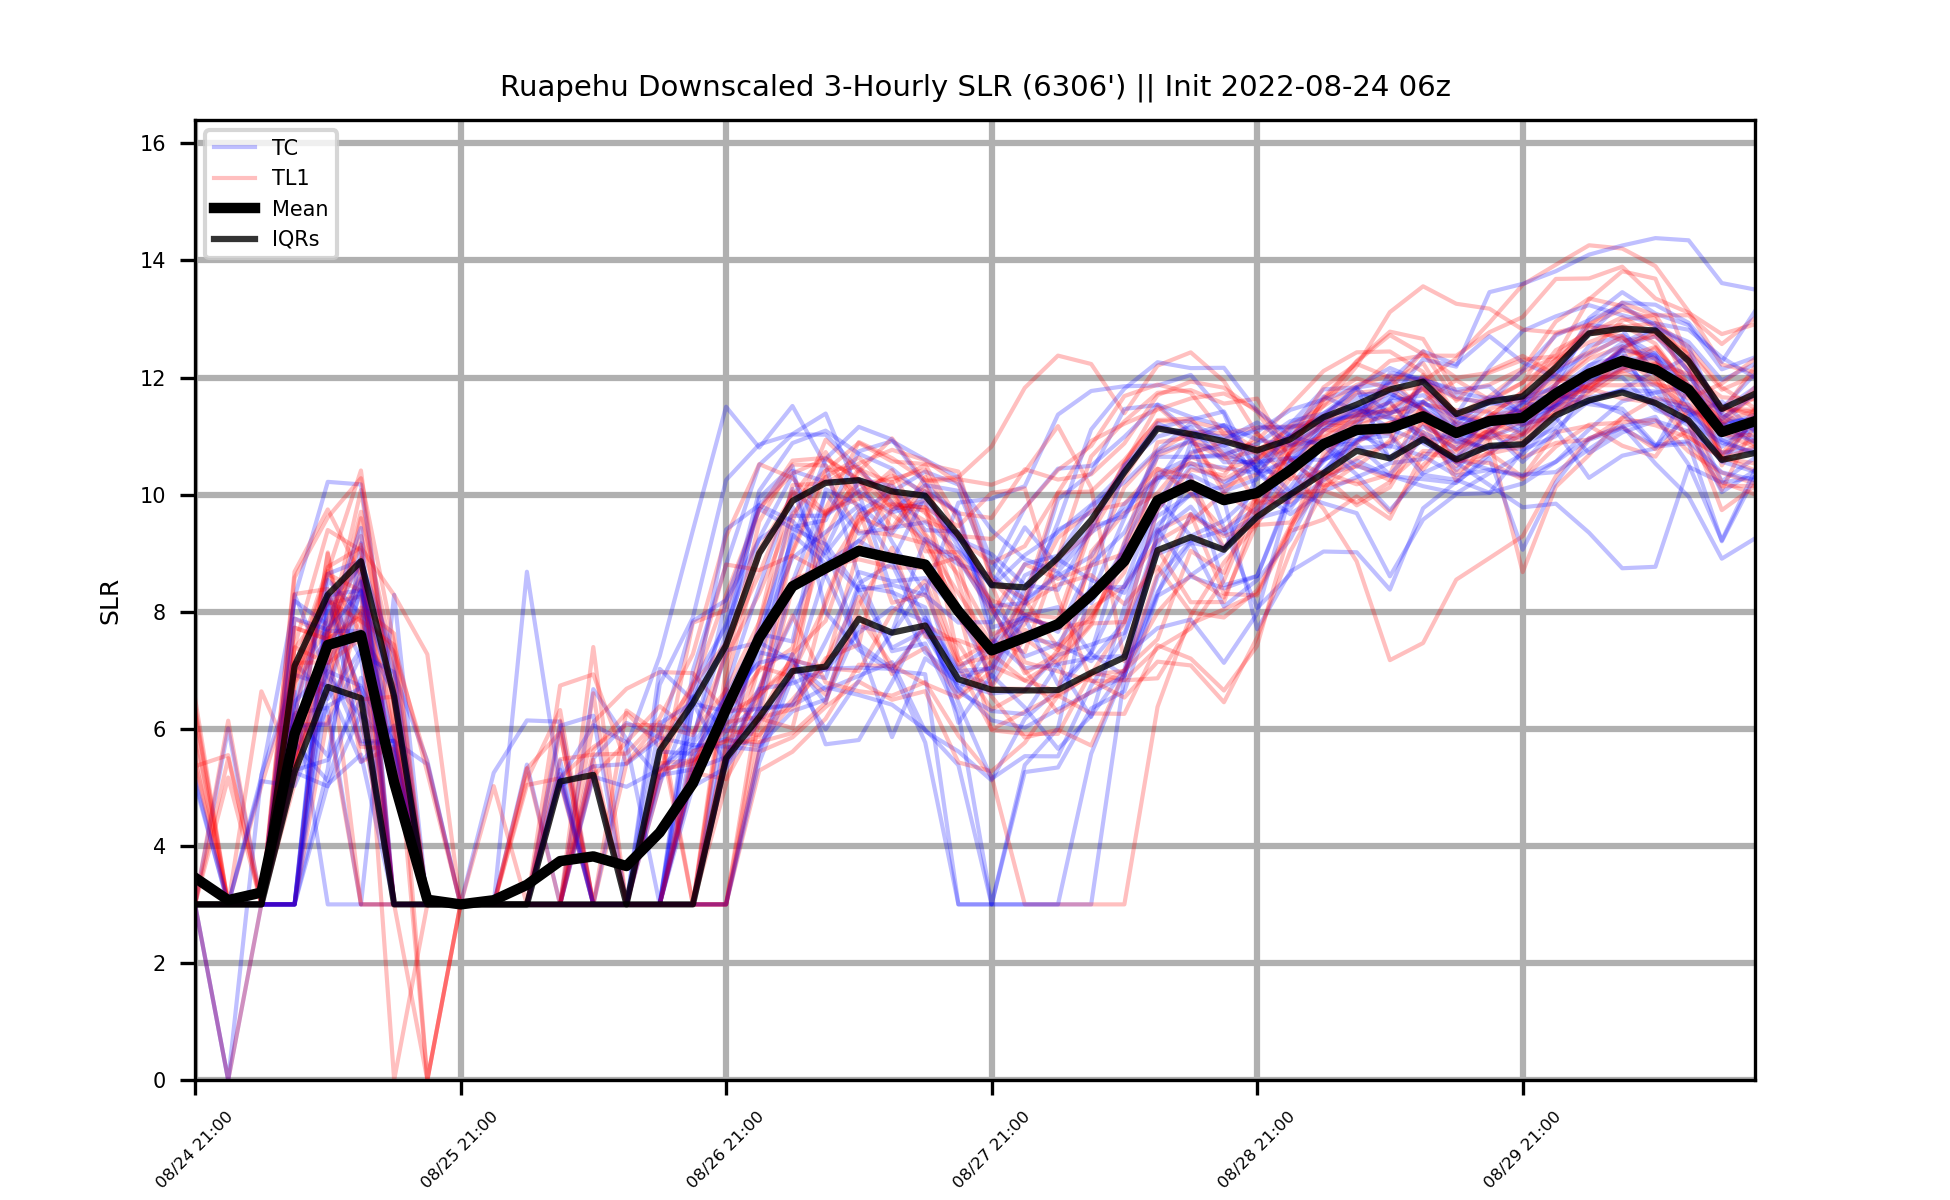 Ruapehu Downscaled 3-Hourly SLR (6306') || Init 2022-08-24 06z
TC
TL1
Mean
IQRs
SLR
16
14
12
10
8
6
4
2
0
08/24 21:00
08/25 21:00
08/26 21:00
08/27 21:00
08/28 21:00
08/29 21:00